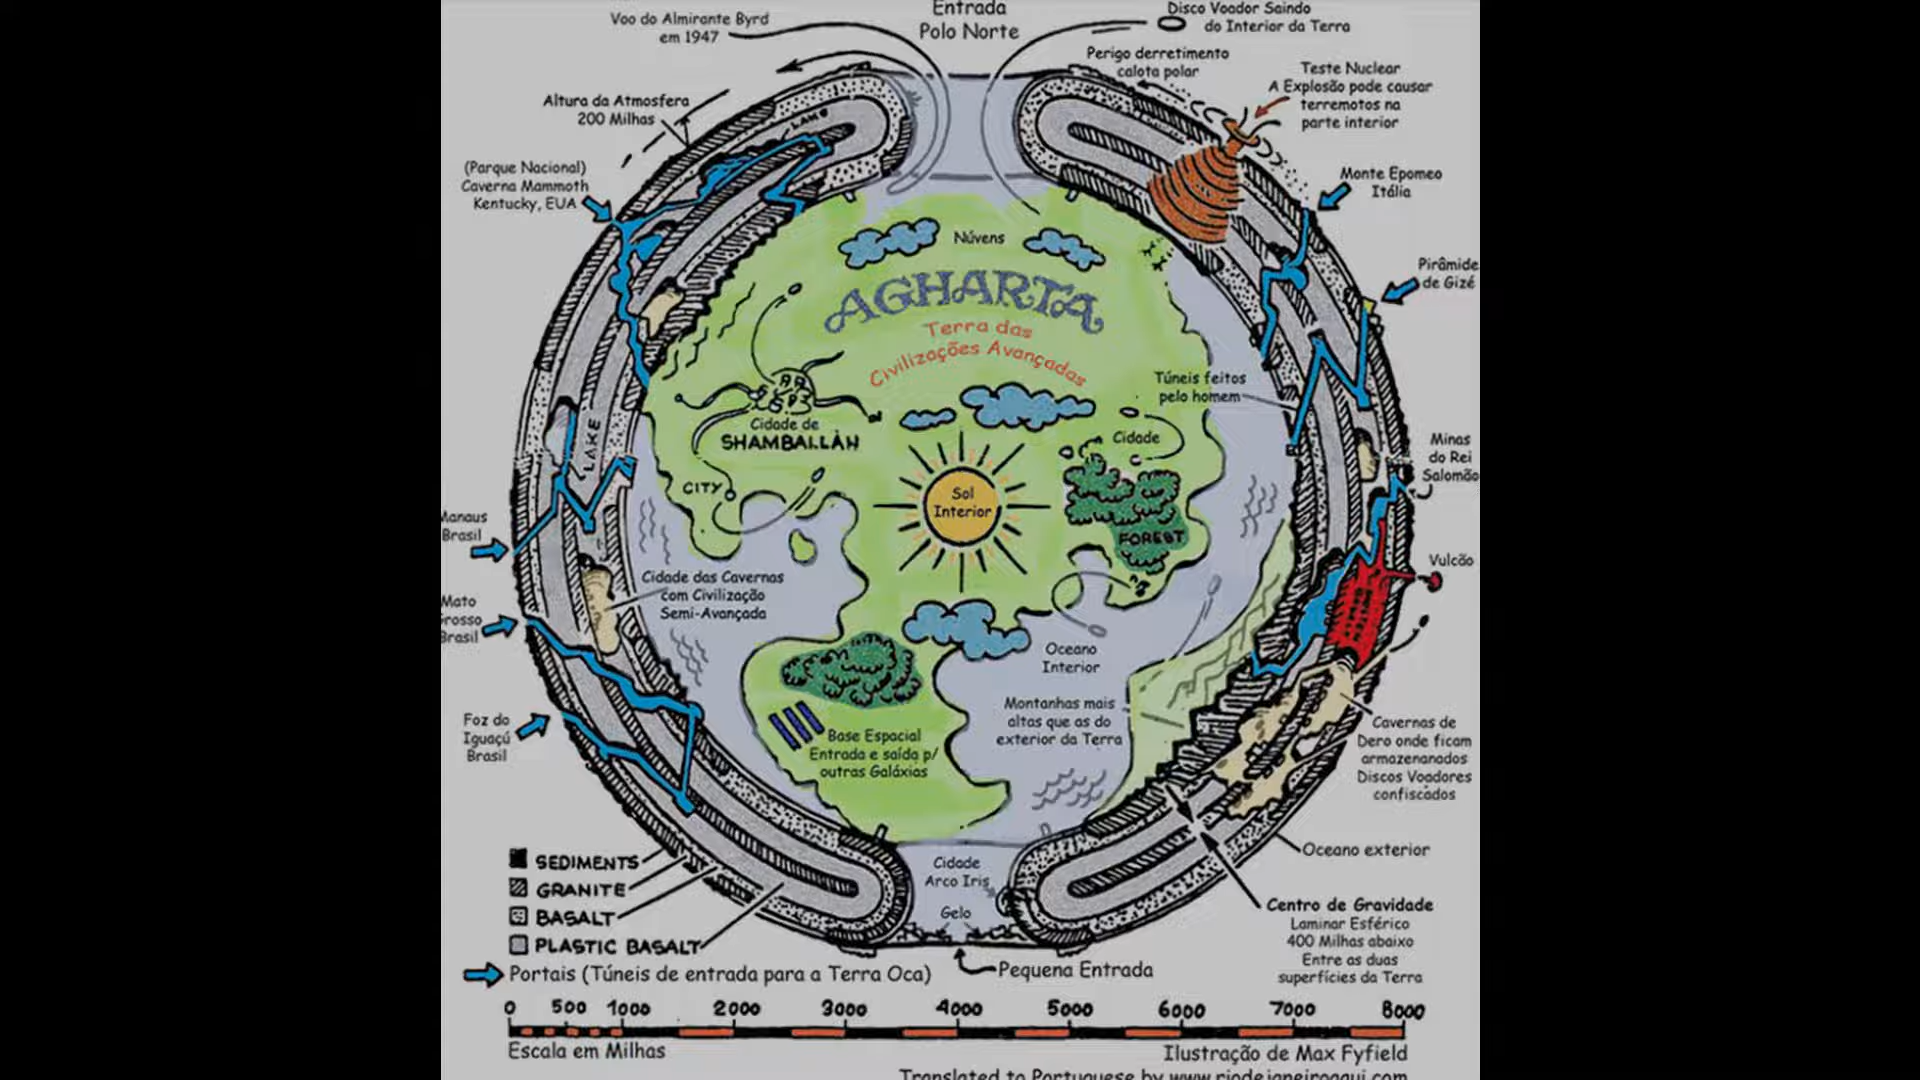 Voo do Almirante Byrd
em 1947
Entrada
Polo Norte
Disco Voador Saindo
do Interior da Terra
Perigo derretimento
calota polar
Teste Nuclear
A Explosão pode causar
terremotos na
parte interior
Altura da Atmosfera
200 Milhas
(Parque Nacional)
Caverna Mammoth
Kentucky, EUA
Monte Epomeo
Itália
Pirâmide
de Gizé
Núvens
AGHARTA
Terra das
Civilizações Avançadas
Túneis feitos
pelo homem
Cidade de
SHAMBALLAH
Cidade
LAKE
CITY
Sol
Interior
FOREST
Minas
do Rei
Salomão
Manaus
Brasil
Vulcão
Cidade das Cavernas
com Civilização
Semi-Avançada
Mato
Grosso
Brasil
Oceano
Interior
Montanhas mais
altas que as do
exterior da Terra
Foz do
Iguaçú
Brasil
Base Espacial
Entrada e saída p/
outras Galáxias
Cavernas de
Dero onde ficam
armazenanados
Discos Voadores
confiscados
Oceano exterior
SEDIMENTS
GRANITE
BASALT
PLASTIC BASALT
Cidade
Arco Iris
Gelo
Centro de Gravidade
Laminar Esférico
400 Milhas abaixo
Entre as duas
superfícies da Terra
Portais (Túneis de entrada para a Terra Oca)
Pequena Entrada
0 500 1000 2000 3000 4000 5000 6000 7000 8000
Escala em Milhas
Ilustração de Max Fyfield
Translated to Portuguese by www.riodejaneiroaqui.com